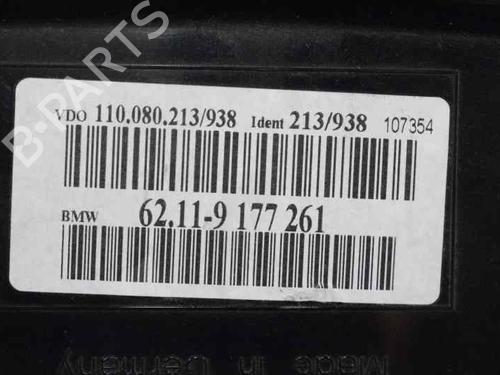 B-PARTS
VDO 110.080.213/938 Ident 213/938 107354
BMW 62.11-9 177 261
Made in Germany